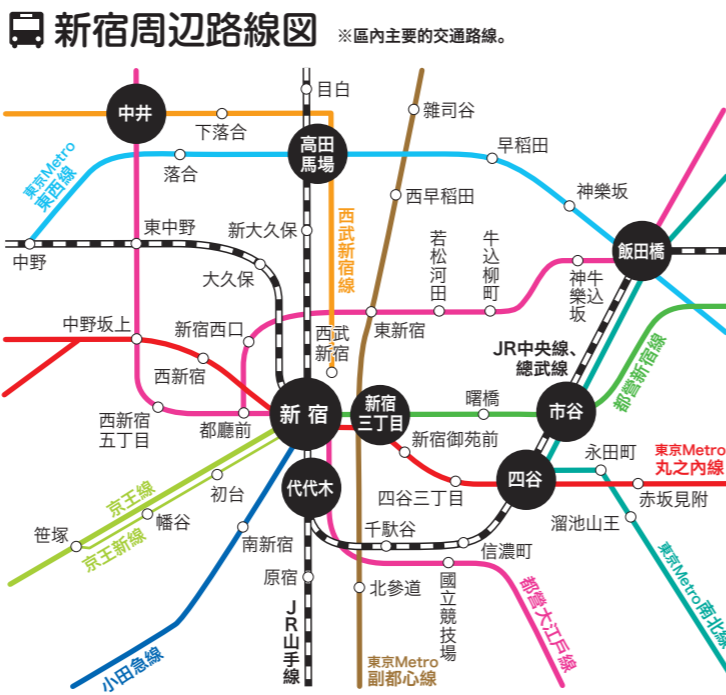 新宿周辺路線図
※區內主要的交通路線。
目白
中井
下落合
雜司谷
高田
馬場
早稻田
東京Metro
東西線
落合
西早稻田
神樂坂
西武新宿線
新大久保
東中野
中野
大久保
若松河田
牛込柳町
飯田橋
牛込
神樂坂
中野坂上
新宿西口
西武
新宿
東新宿
JR中央線、
總武線
都營新宿線
西新宿
新宿
新宿
三丁目
曙橋
市谷
西新宿
五丁目
都廳前
新宿御苑前
永田町
東京Metro
丸之內線
四谷
代代木
四谷三丁目
赤坂見附
京王線
初台
幡谷
笹塚
京王新線
南新宿
千駄谷
信濃町
溜池山王
東京Metro南北線
原宿
北參道
國立競技場
都營大江戶線
JR山手線
小田急線
東京Metro
副都心線